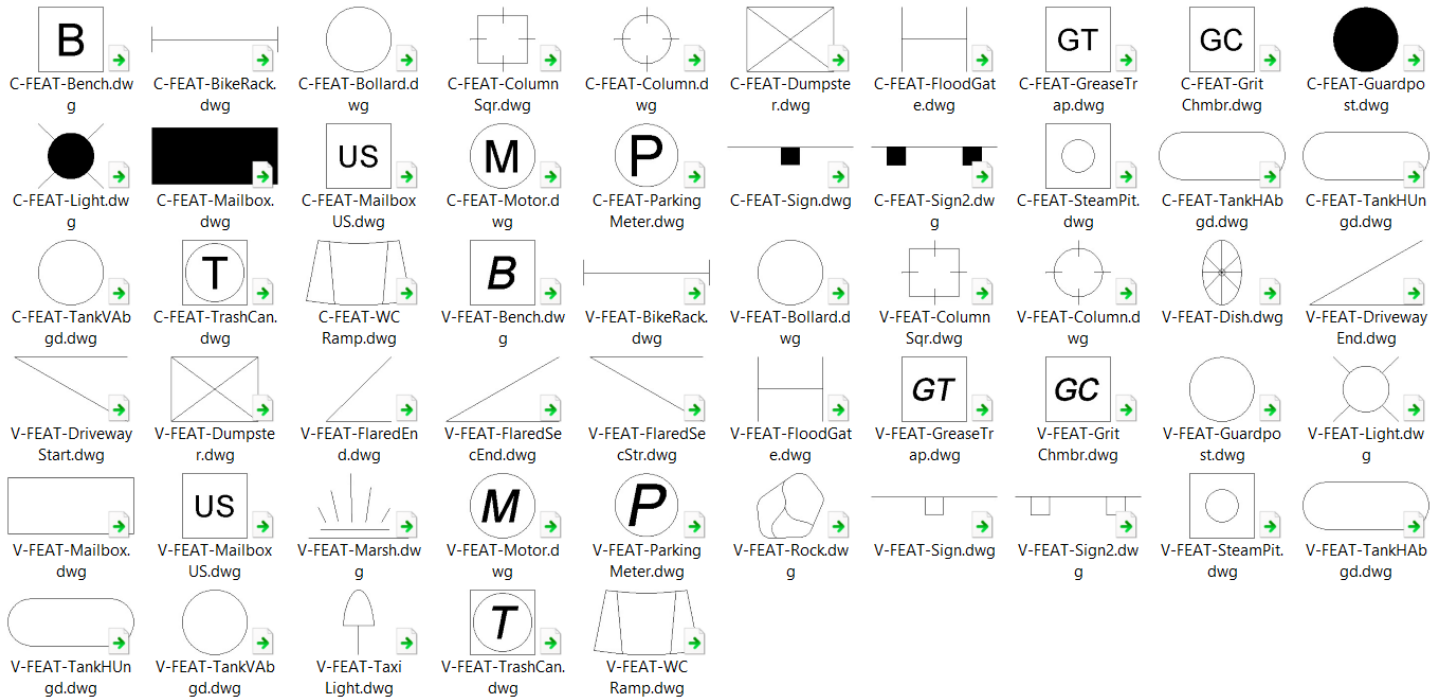 B
GT
GC
C-FEAT-Bench.dw
g
C-FEAT-BikeRack.
dwg
C-FEAT-Bollard.d
wg
C-FEAT-Column
Sqr.dwg
C-FEAT-Column.d
wg
C-FEAT-Dumpste
r.dwg
C-FEAT-FloodGat
e.dwg
C-FEAT-GreaseTr
ap.dwg
C-FEAT-Grit
Chmbr.dwg
C-FEAT-Guardpo
st.dwg
US
M
P
C-FEAT-Light.dw
g
C-FEAT-Mailbox.
dwg
C-FEAT-Mailbox
US.dwg
C-FEAT-Motor.d
wg
C-FEAT-Parking
Meter.dwg
C-FEAT-Sign.dwg
C-FEAT-Sign2.dw
g
C-FEAT-SteamPit.
dwg
C-FEAT-TankHAb
gd.dwg
C-FEAT-TankHUn
gd.dwg
T
B
C-FEAT-TankVAb
gd.dwg
C-FEAT-TrashCan.
dwg
C-FEAT-WC
Ramp.dwg
V-FEAT-Bench.dw
g
V-FEAT-BikeRack.
dwg
V-FEAT-Bollard.d
wg
V-FEAT-Column
Sqr.dwg
V-FEAT-Column.d
wg
V-FEAT-Dish.dwg
V-FEAT-Driveway
End.dwg
GT
GC
V-FEAT-Driveway
Start.dwg
V-FEAT-Dumpste
r.dwg
V-FEAT-FlaredEn
d.dwg
V-FEAT-FlaredSe
cEnd.dwg
V-FEAT-FlaredSe
cStr.dwg
V-FEAT-FloodGat
e.dwg
V-FEAT-GreaseTr
ap.dwg
V-FEAT-Grit
Chmbr.dwg
V-FEAT-Guardpo
st.dwg
V-FEAT-Light.dw
g
US
M
P
V-FEAT-Mailbox.
dwg
V-FEAT-Mailbox
US.dwg
V-FEAT-Marsh.dw
g
V-FEAT-Motor.d
wg
V-FEAT-Parking
Meter.dwg
V-FEAT-Rock.dw
g
V-FEAT-Sign.dwg
V-FEAT-Sign2.dw
g
V-FEAT-SteamPit.
dwg
V-FEAT-TankHAb
gd.dwg
T
V-FEAT-TankHUn
gd.dwg
V-FEAT-TankVAb
gd.dwg
V-FEAT-Taxi
Light.dwg
V-FEAT-TrashCan.
dwg
V-FEAT-WC
Ramp.dwg